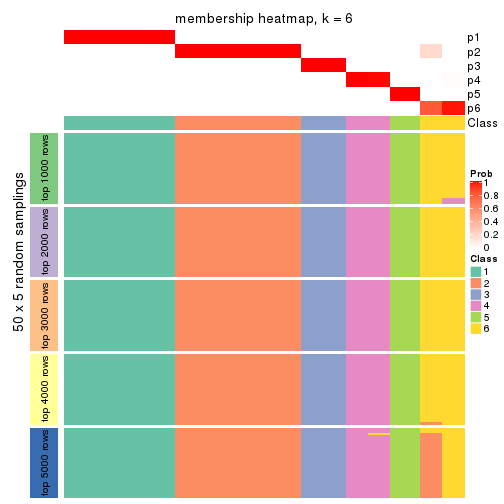 membership heatmap, k = 6
p1
p2
p3
p4
p5
p6
Class
50 x 5 random samplings
top 1000 rows
top 2000 rows
top 3000 rows
top 4000 rows
top 5000 rows
Prob
1
0.8
0.6
0.4
0.2
0
Class
1
2
3
4
5
6